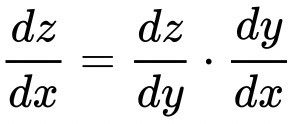 dz/dx = dz/dy · dy/dx